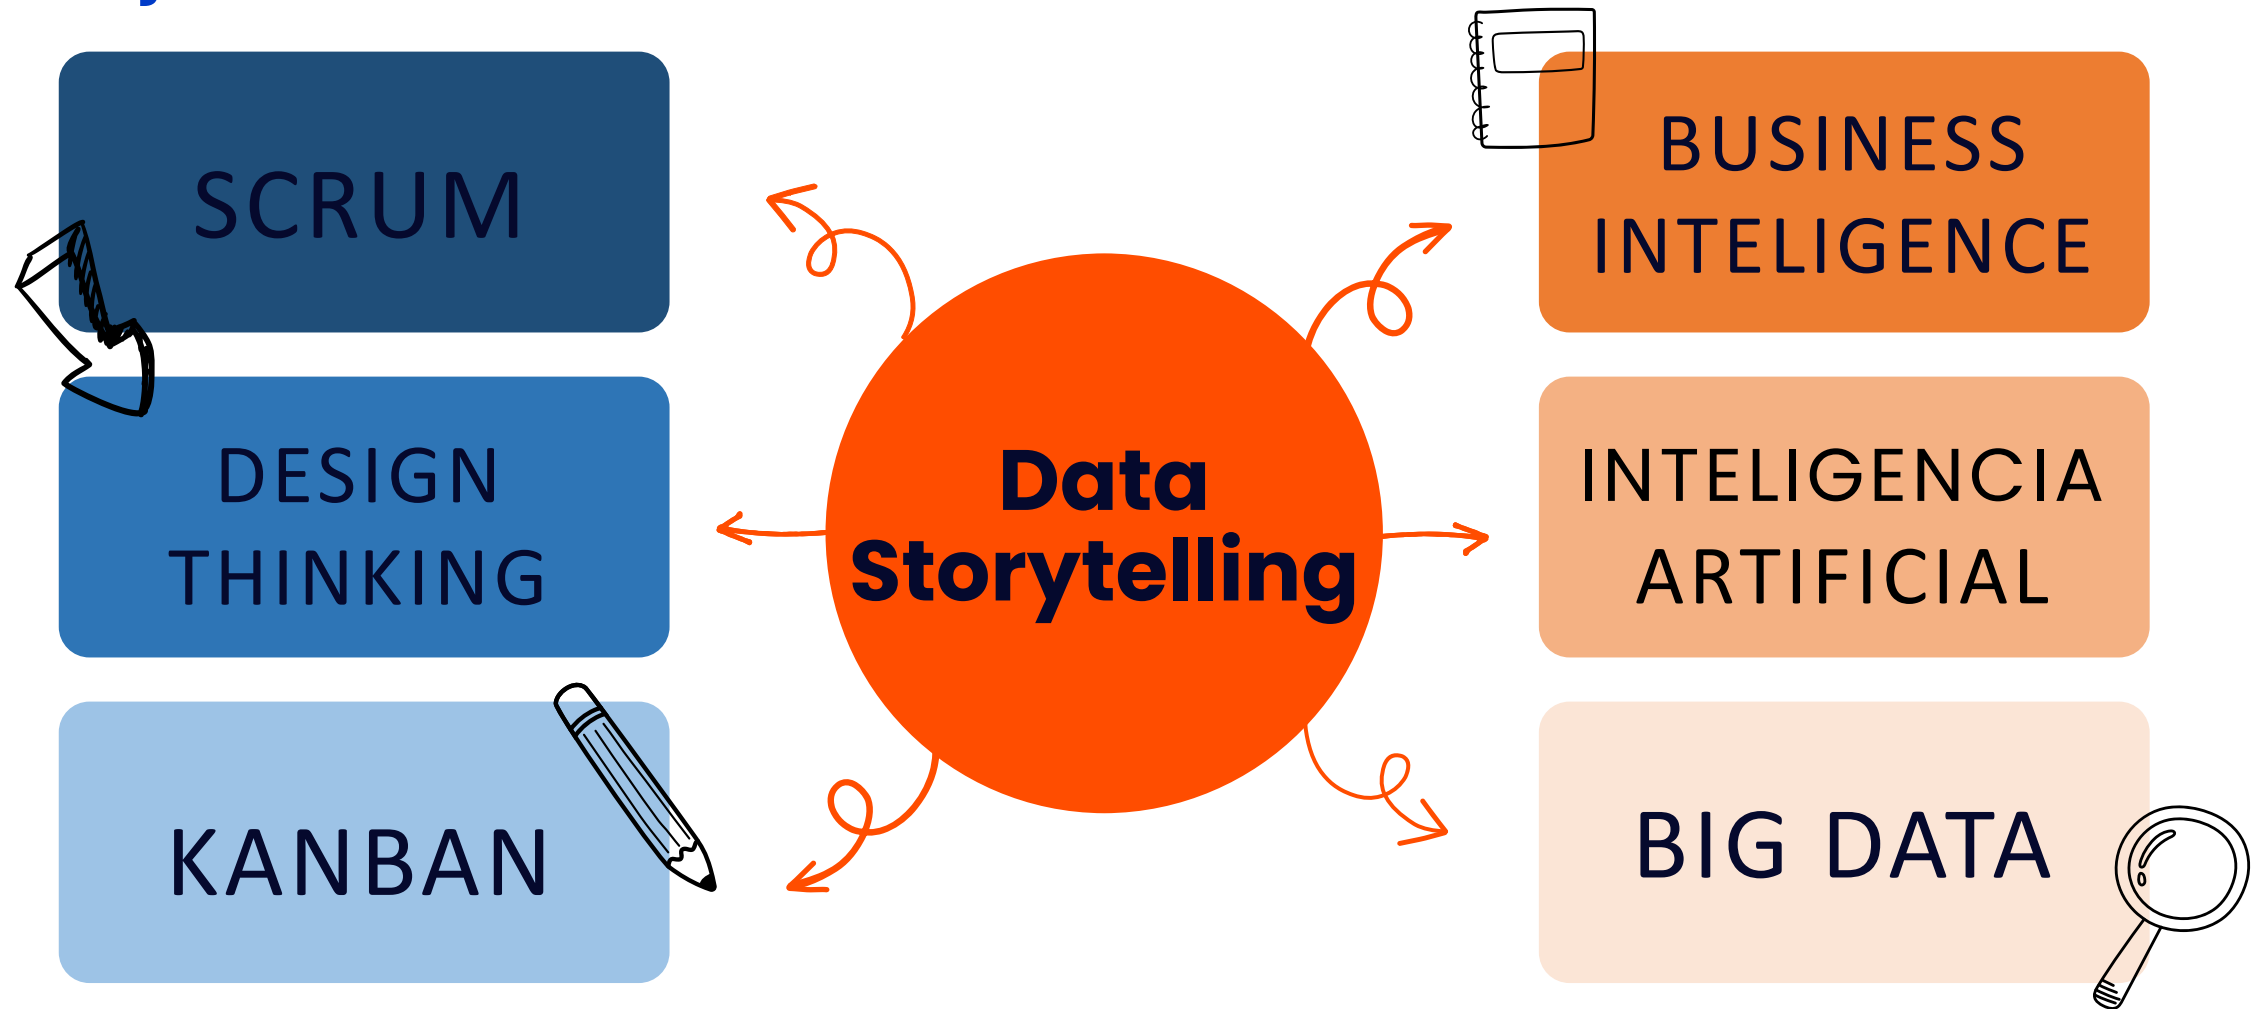 SCRUM
DESIGN
THINKING
KANBAN
Data
Storytelling
BUSINESS
INTELIGENCE
INTELIGENCIA
ARTIFICIAL
BIG DATA